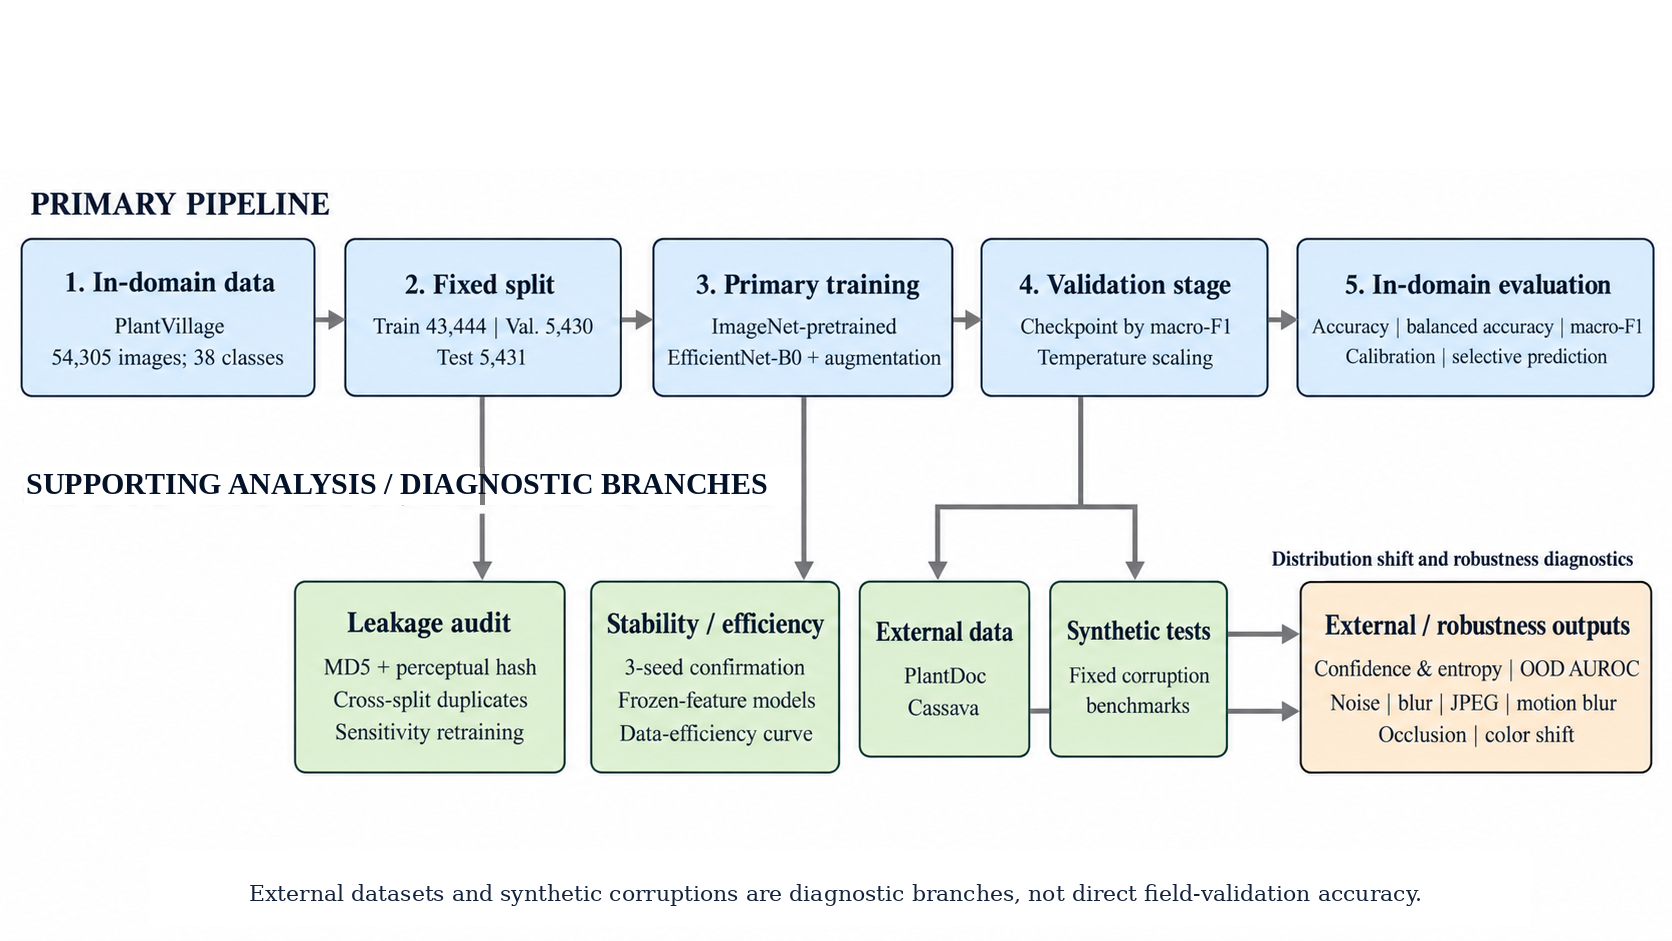 PRIMARY PIPELINE
1. In-domain data
PlantVillage
54,305 images; 38 classes
2. Fixed split
Train 43,444 | Val. 5,430
Test 5,431
3. Primary training
ImageNet-pretrained
EfficientNet-B0 + augmentation
4. Validation stage
Checkpoint by macro-F1
Temperature scaling
5. In-domain evaluation
Accuracy | balanced accuracy | macro-F1
Calibration | selective prediction
SUPPORTING ANALYSIS / DIAGNOSTIC BRANCHES
Leakage audit
MD5 + perceptual hash
Cross-split duplicates
Sensitivity retraining
Stability / efficiency
3-seed confirmation
Frozen-feature models
Data-efficiency curve
External data
PlantDoc
Cassava
Synthetic tests
Fixed corruption
benchmarks
Distribution shift and robustness diagnostics
External / robustness outputs
Confidence & entropy | OOD AUROC
Noise | blur | JPEG | motion blur
Occlusion | color shift
External datasets and synthetic corruptions are diagnostic branches, not direct field-validation accuracy.